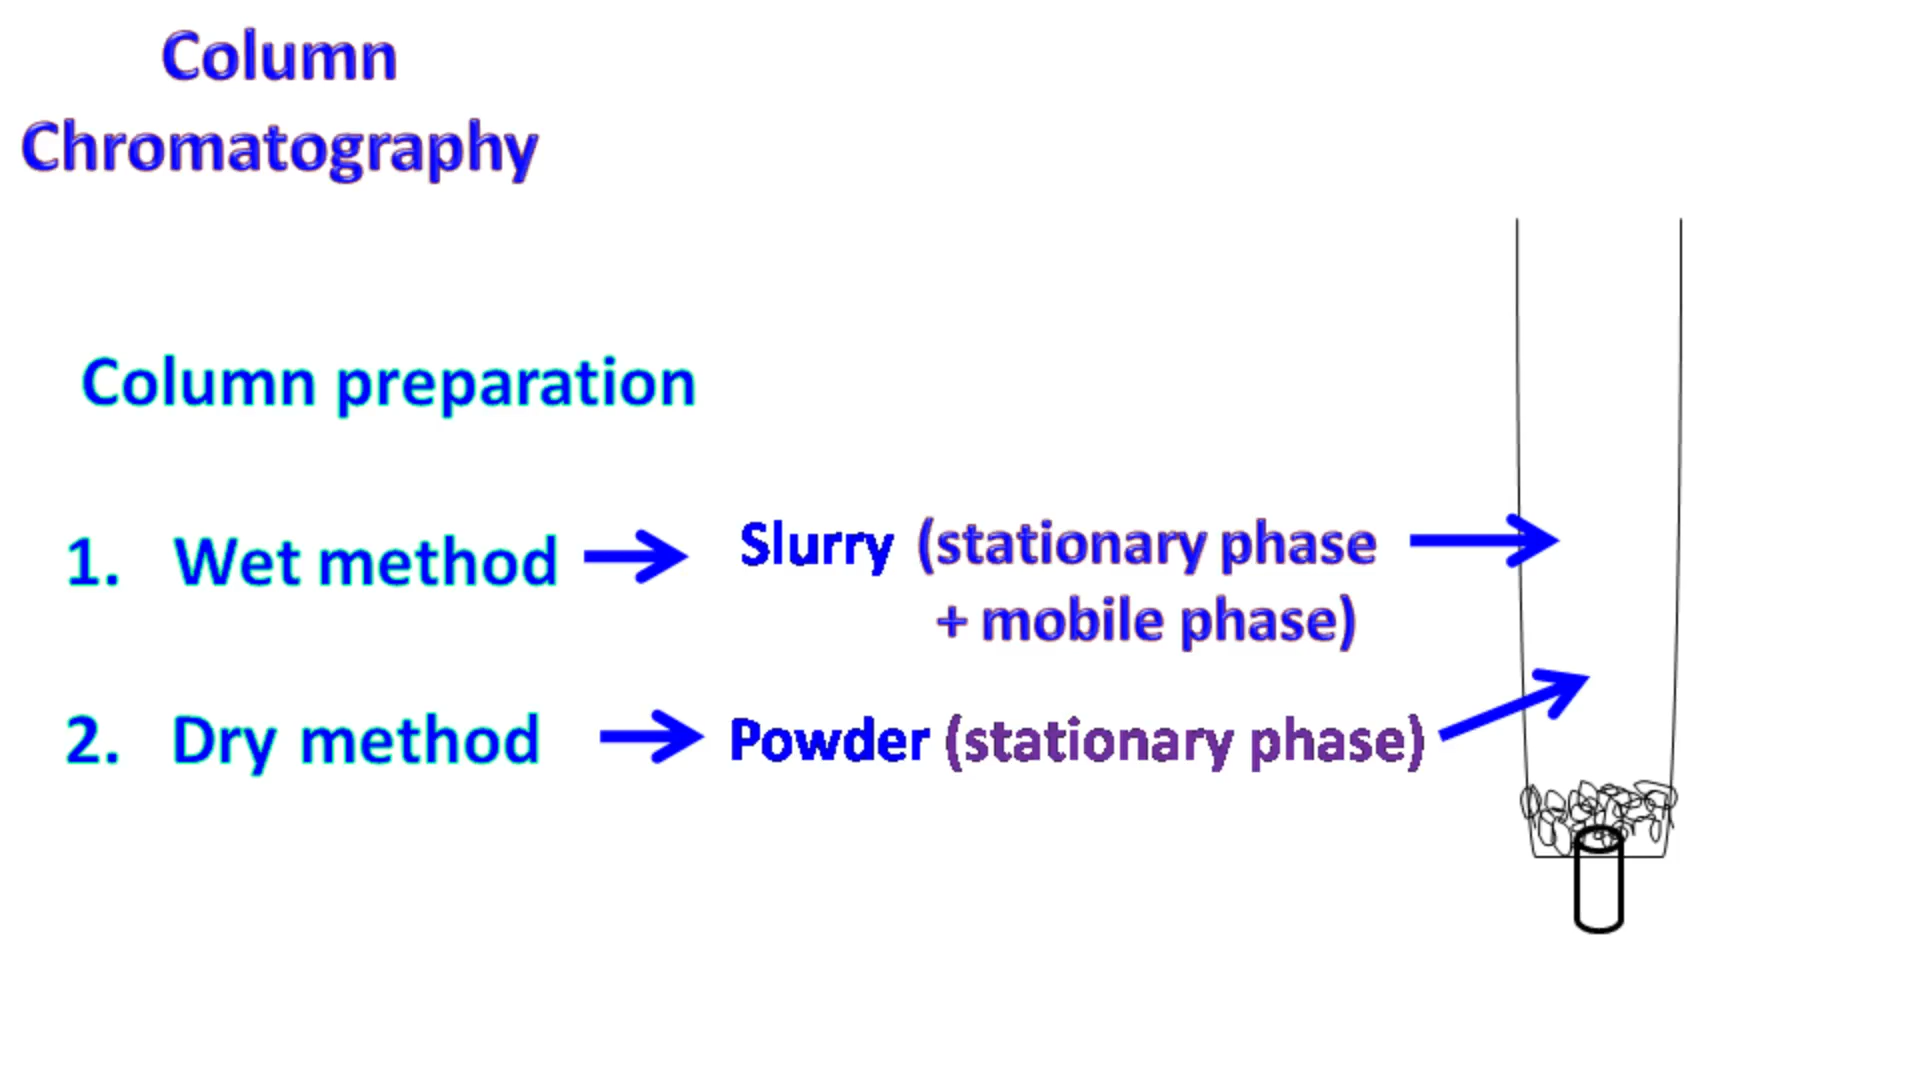 Column
Chromatography
Column preparation
1. Wet method
Slurry (stationary phase
+ mobile phase)
2. Dry method
Powder (stationary phase)